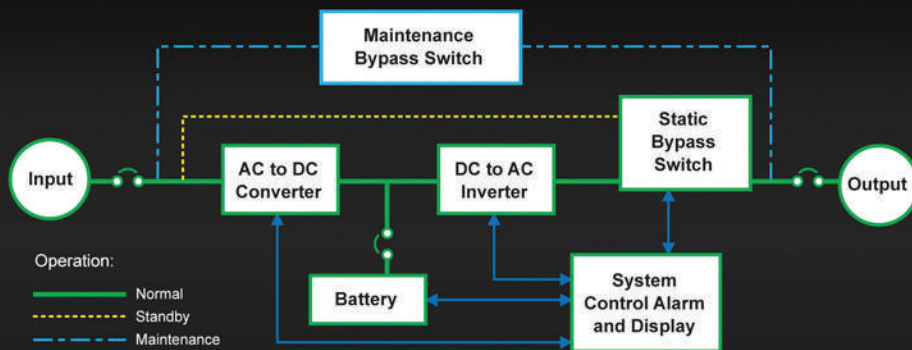 Maintenance
Bypass Switch
Static
Bypass
Switch
Input
AC to DC
Converter
DC to AC
Inverter
Output
Operation:
Normal
Standby
Maintenance
Battery
System
Control Alarm
and Display